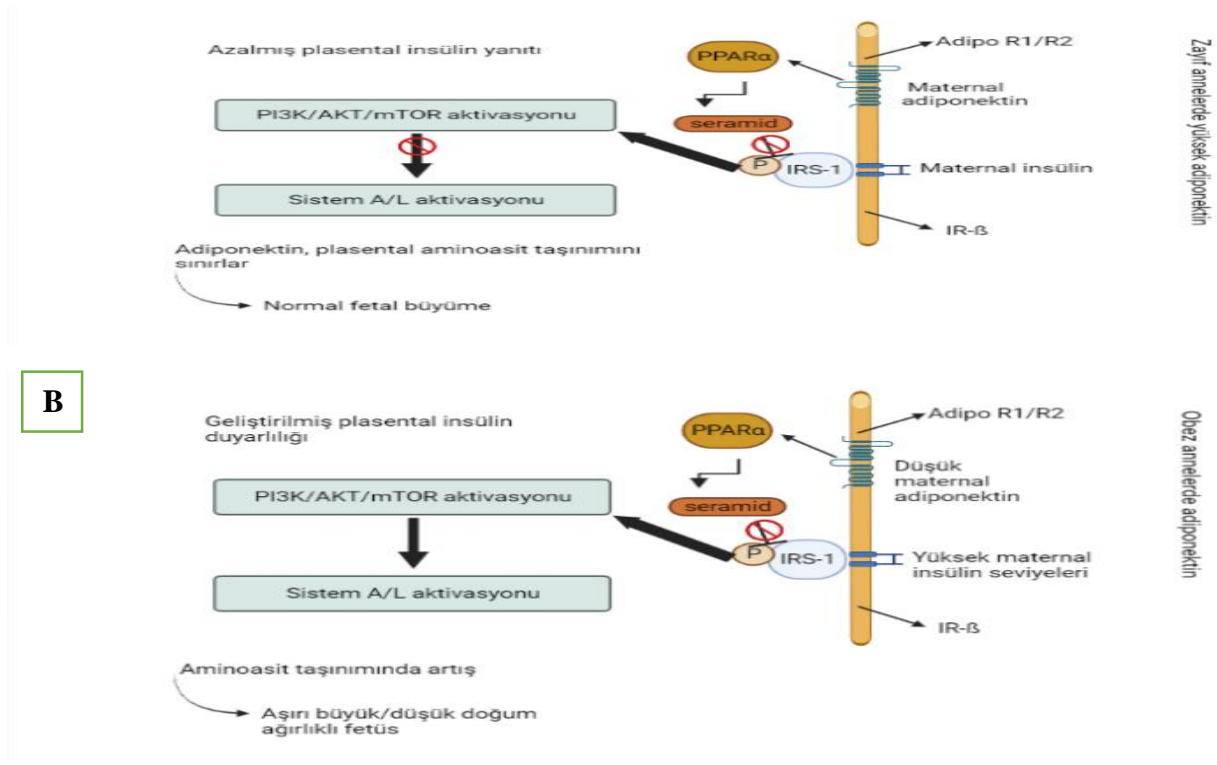 Azalmış plasental insülin yanıtı
PI3K/AKT/mTOR aktivasyonu
Sistem A/L aktivasyonu
Adiponektin, plasental aminoasit taşınımını
sınırlar
Normal fetal büyüme
PPARα
seramid
P
IRS-1
Adipo R1/R2
Maternal
adiponektin
Maternal insülin
IR-ß
Zayıf annelerde yüksek adiponektin
B
Geliştirilmiş plasental insülin
duyarlılığı
PI3K/AKT/mTOR aktivasyonu
Sistem A/L aktivasyonu
Aminoasit taşınımında artış
Aşırı büyük/düşük doğum
ağırlıklı fetüs
PPARα
seramid
P
IRS-1
Adipo R1/R2
Düşük
maternal
adiponektin
Yüksek maternal
insülin seviyeleri
IR-ß
Obez annelerde adiponektin